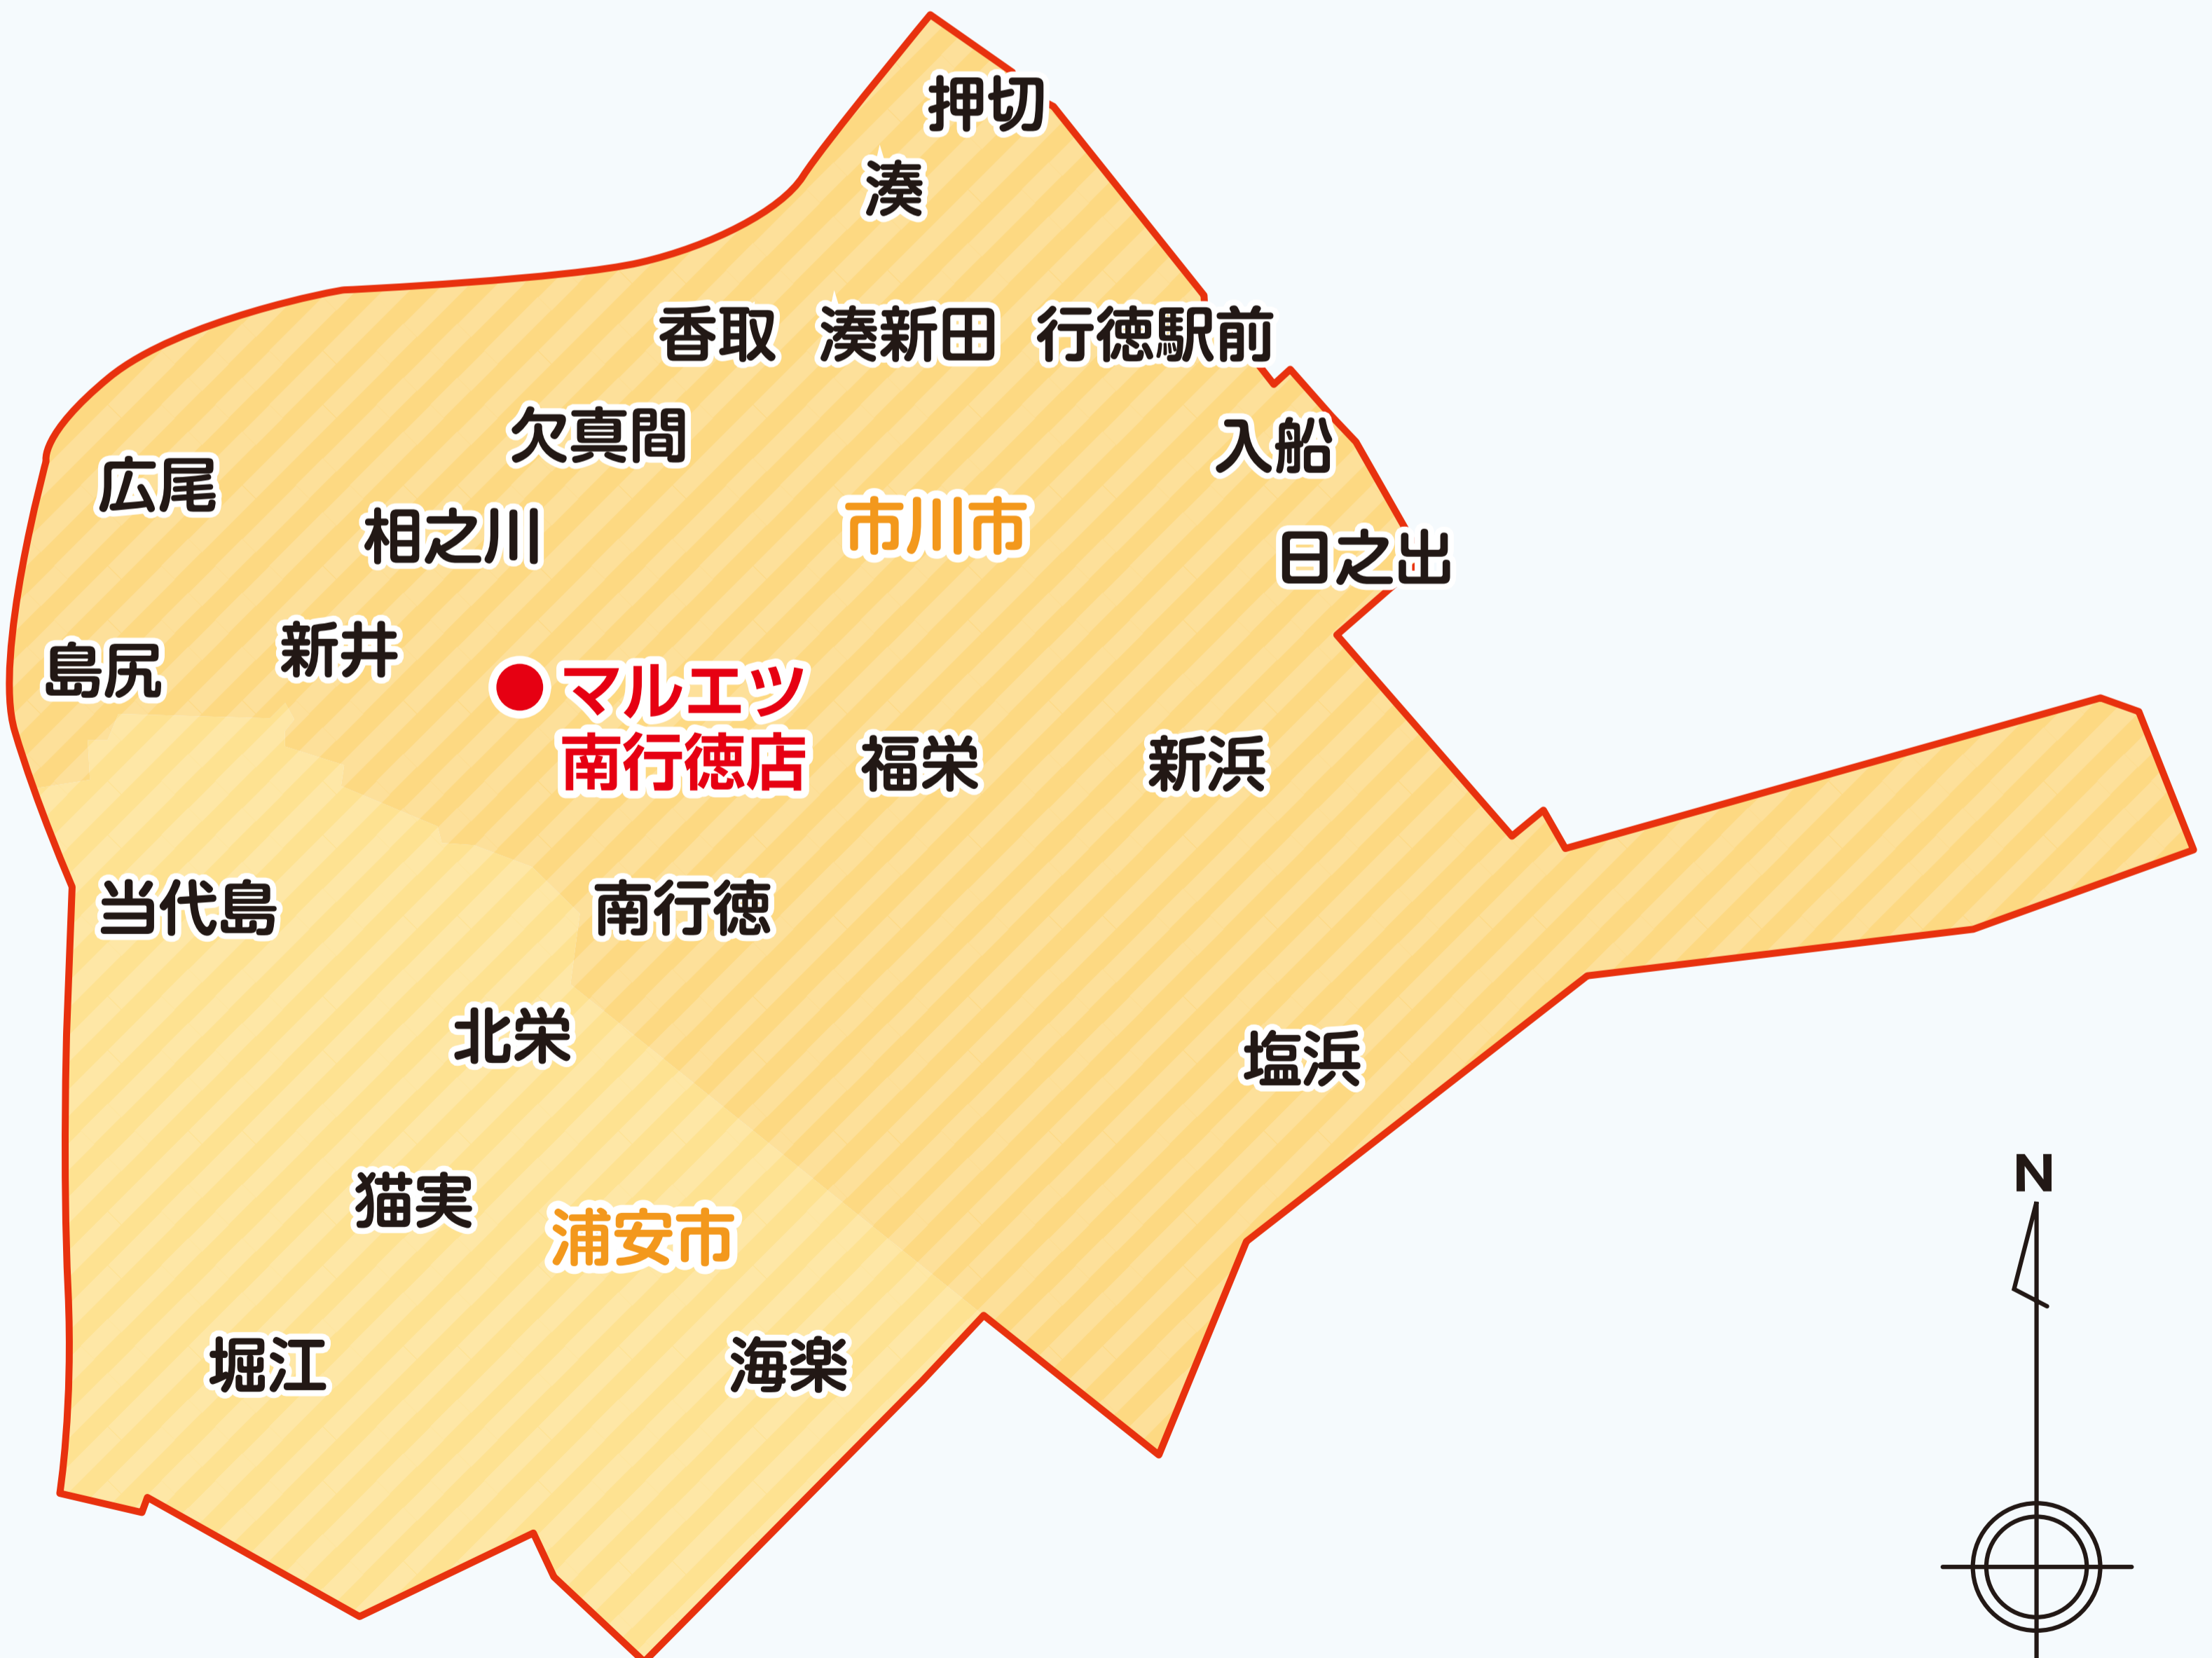 押切
湊
香取
湊新田
行徳駅前
欠真間
入船
広尾
相之川
市川市
日之出
新井
島尻
マルエツ
南行徳店
福栄
新浜
当代島
南行徳
北栄
塩浜
猫実
浦安市
N
堀江
海楽